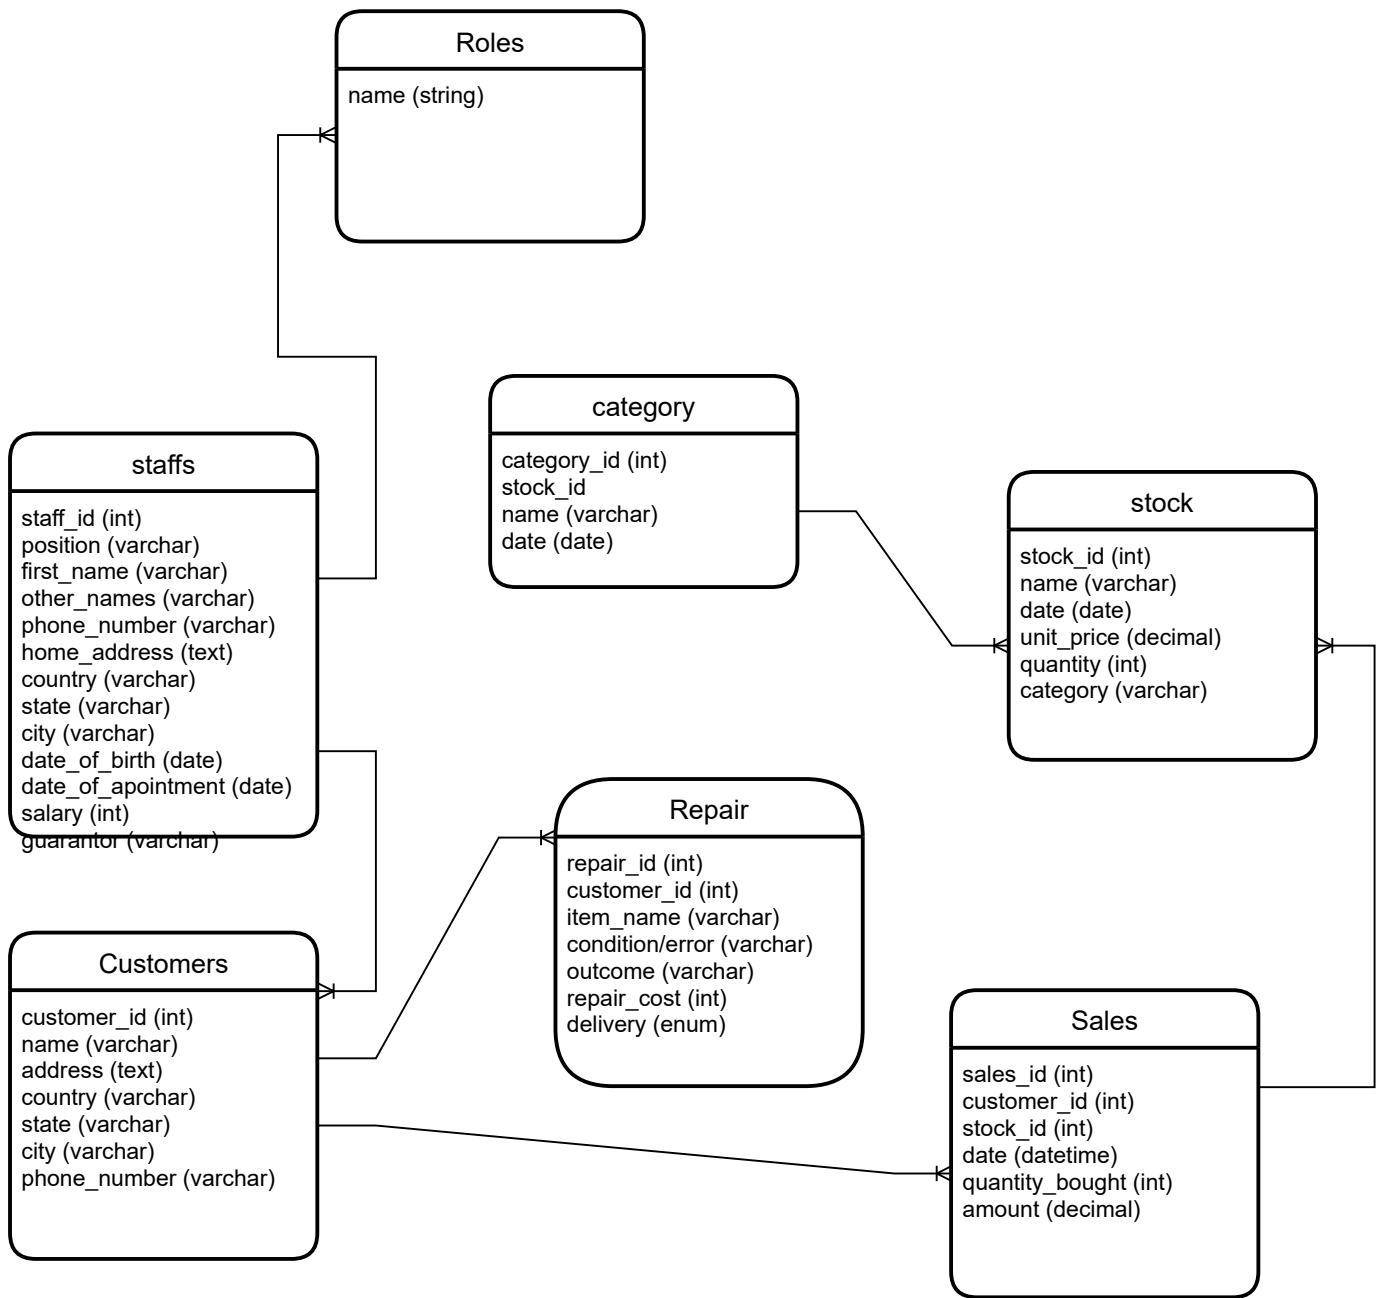 Roles
name (string)
category
category_id (int)
stock_id
name (varchar)
date (date)
staffs
staff_id (int)
position (varchar)
first_name (varchar)
other_names (varchar)
phone_number (varchar)
home_address (text)
country (varchar)
state (varchar)
city (varchar)
date_of_birth (date)
date_of_apointment (date)
salary (int)
guarantor (varchar)
stock
stock_id (int)
name (varchar)
date (date)
unit_price (decimal)
quantity (int)
category (varchar)
Repair
repair_id (int)
customer_id (int)
item_name (varchar)
condition/error (varchar)
outcome (varchar)
repair_cost (int)
delivery (enum)
Customers
customer_id (int)
name (varchar)
address (text)
country (varchar)
state (varchar)
city (varchar)
phone_number (varchar)
Sales
sales_id (int)
customer_id (int)
stock_id (int)
date (datetime)
quantity_bought (int)
amount (decimal)